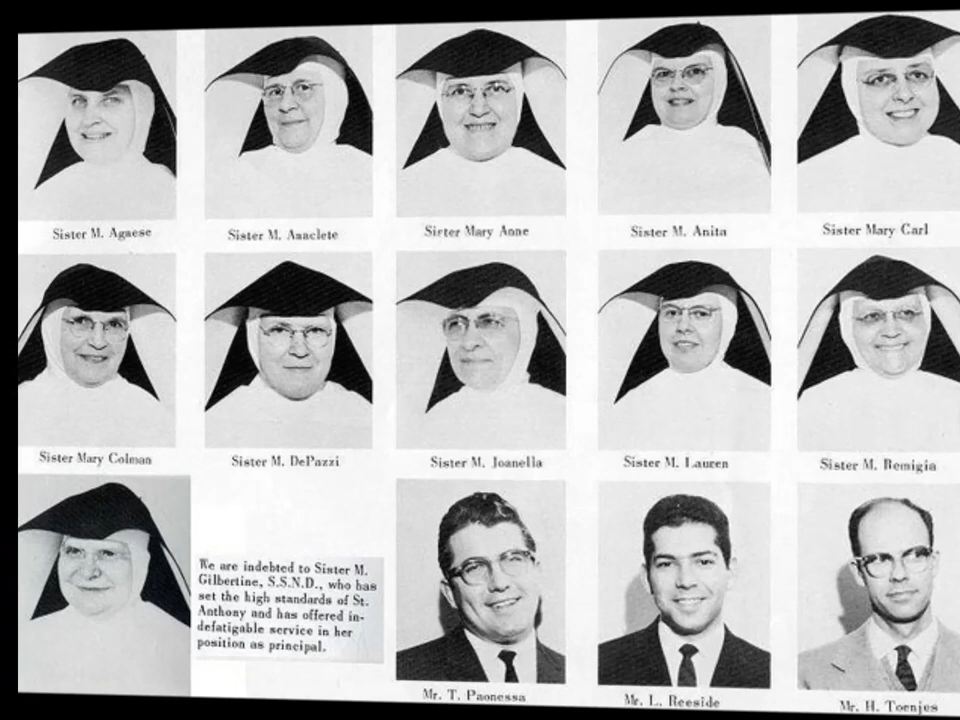 Sister M. Agnese
Sister M. Anaclete
Sister Mary Anne
Sister M. Anita
Sister Mary Carl
Sister Mary Colman
Sister M. DePazzi
Sister M. Joanella
Sister M. Lauren
Sister M. Remigia
We are indebted to Sister M.
Gilbertine, S.S.N.D., who has
set the high standards of St.
Anthony and has offered in-
defatigable service in her
position as principal.
Mr. T. Paonessa
Mr. L. Reeside
Mr. H. Toenjes